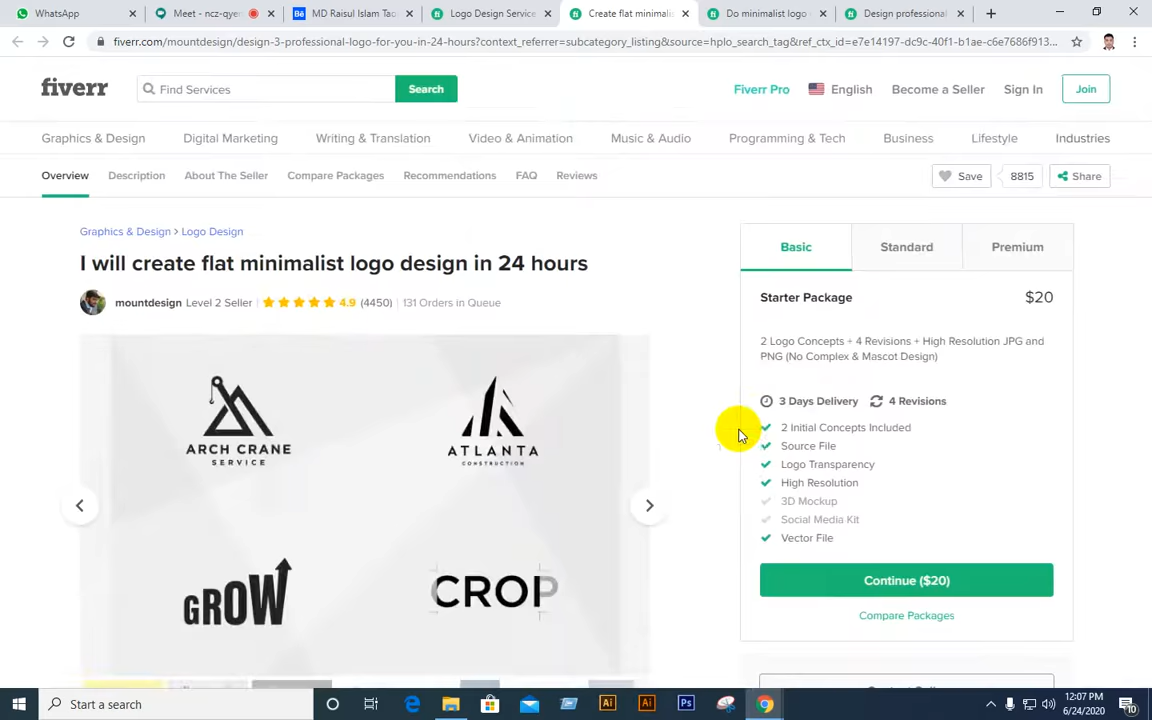 WhatsApp
Meet - ncz-qyer
MD Raisul Islam Tao
Logo Design Service
Create flat minimalis
Do minimalist logo
Design professional
fiverr.com/mountdesign/design-3-professional-logo-for-you-in-24-hours?context_referrer=subcategory_listing&source=hplo_search_tag&ref_ctx_id=e7e14197-dc9c-40f1-b1ae-c6e7686f913...
fiverr
Find Services
Search
Fiverr Pro
English
Become a Seller
Sign In
Join
Graphics & Design
Digital Marketing
Writing & Translation
Video & Animation
Music & Audio
Programming & Tech
Business
Lifestyle
Industries
Overview
Description
About The Seller
Compare Packages
Recommendations
FAQ
Reviews
Save
8815
Share
Graphics & Design > Logo Design
I will create flat minimalist logo design in 24 hours
mountdesign Level 2 Seller | 4.9 (4450) | 131 Orders in Queue
ARCH CRANE
SERVICE
ATLANTA
CONSTRUCTION
GROW
CROP
Basic
Standard
Premium
Starter Package
$20
2 Logo Concepts + 4 Revisions + High Resolution JPG and
PNG (No Complex & Mascot Design)
3 Days Delivery
4 Revisions
2 Initial Concepts Included
Source File
Logo Transparency
High Resolution
3D Mockup
Social Media Kit
Vector File
Continue ($20)
Compare Packages
Start a search
Ai
Ai
Ps
12:07 PM
6/24/2020
10